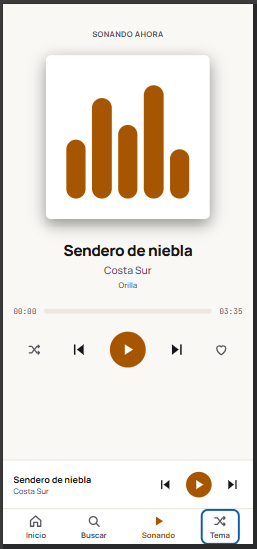 SONANDO AHORA
Sendero de niebla
Costa Sur
Orilla
00:00
03:35
Sendero de niebla
Costa Sur
Inicio
Buscar
Sonando
Tema